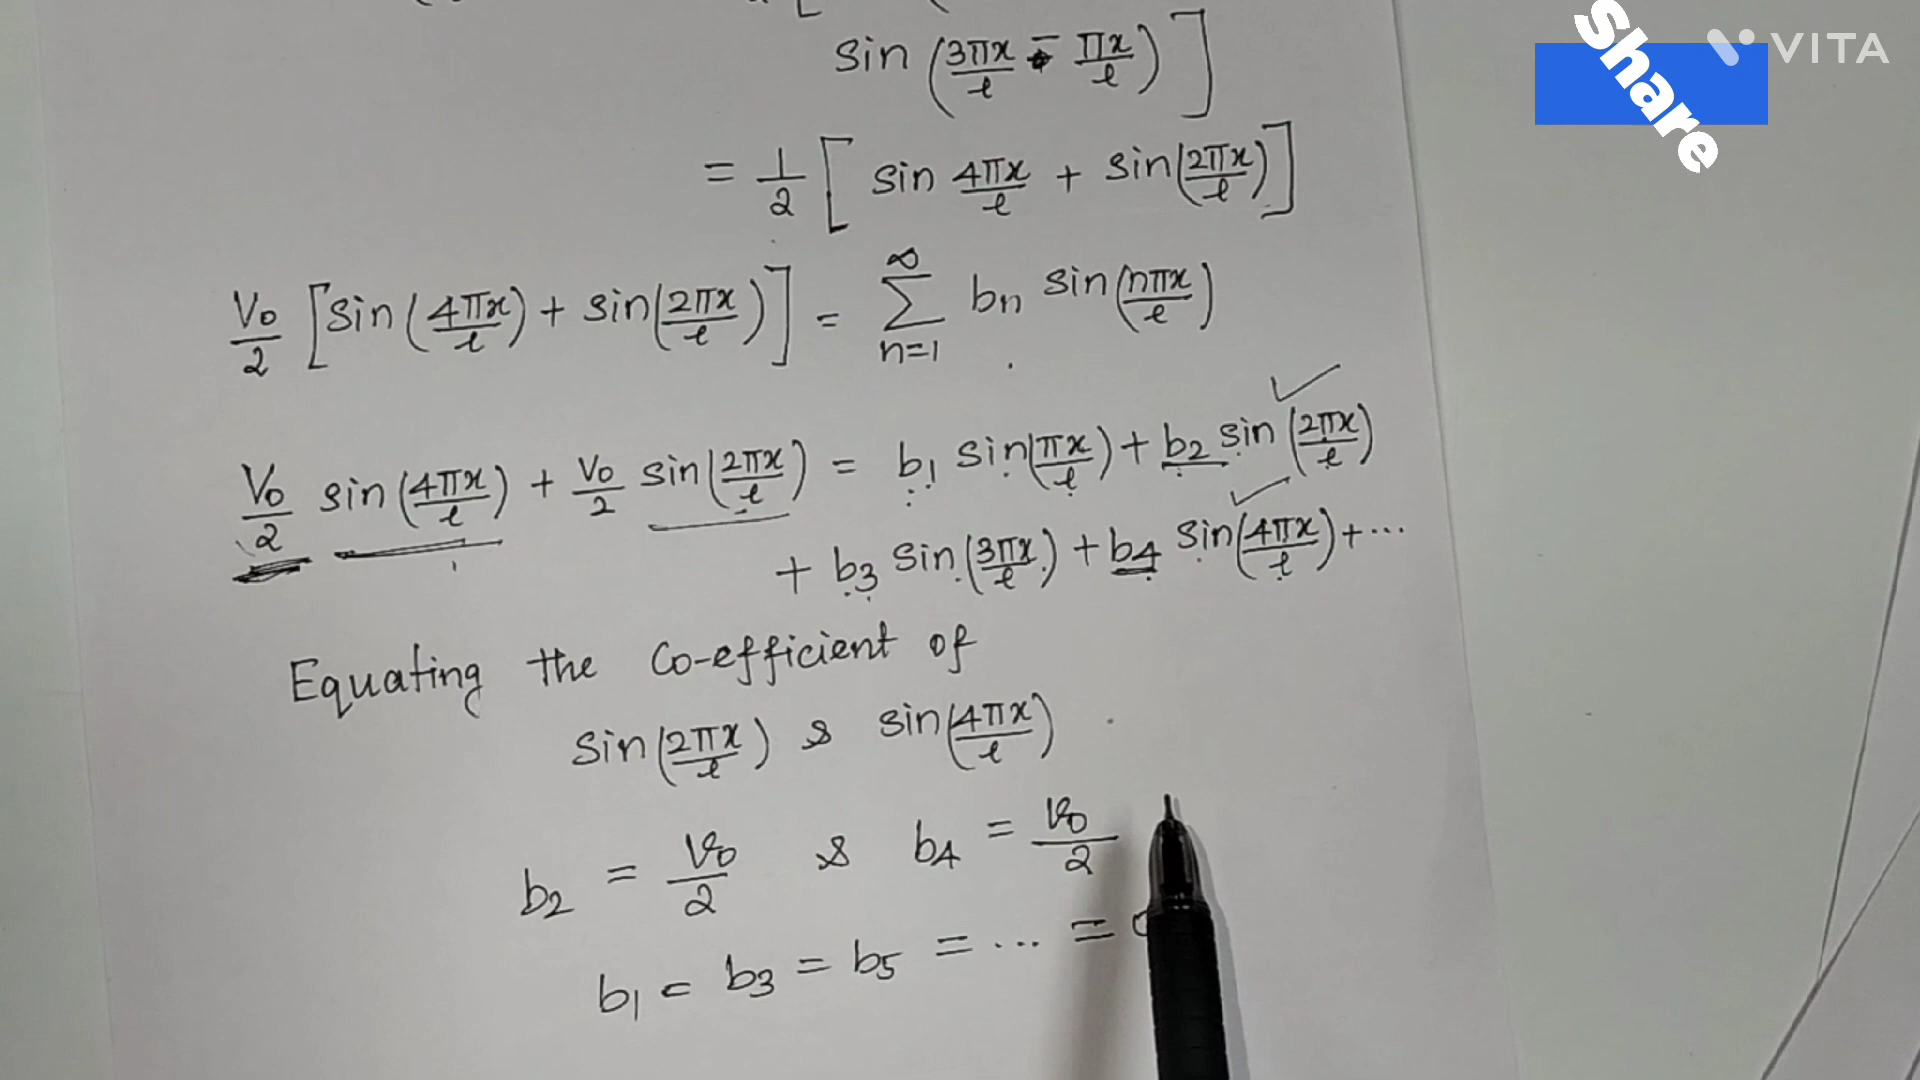 Share
VITA
sin (3πx/l - πx/l) ]
= 1/2 [ sin 4πx/l + sin(2πx/l) ]
V0/2 [sin (4πx/l) + sin(2πx/l)] = ∞ Σ n=1 bn sin(nπx/l)
V0/2 sin(4πx/l) + V0/2 sin(2πx/l) = b1 sin(πx/l) + b2 sin(2πx/l)
+ b3 sin(3πx/l) + b4 sin(4πx/l) + ...
Equating the Co-efficient of
sin(2πx/l) & sin(4πx/l)
b2 = V0/2 & b4 = V0/2
b1 = b3 = b5 = ... =